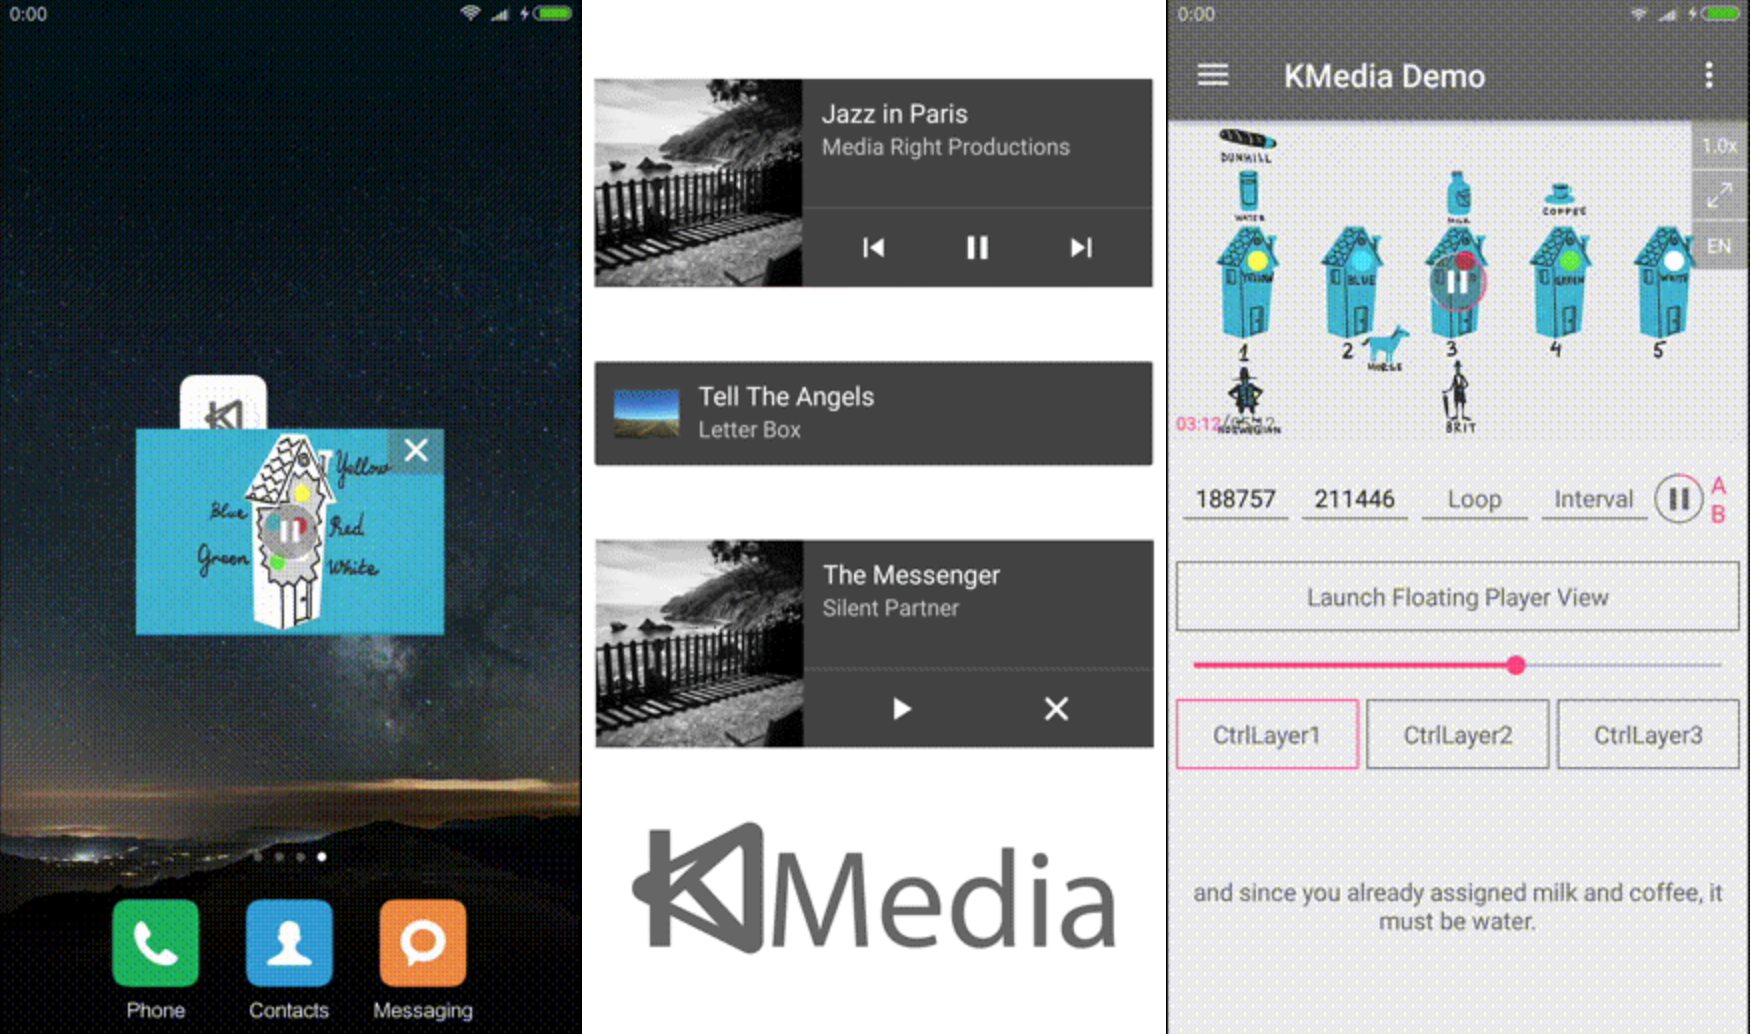 0:00
Yellow
Blue
Red
Green
White
Phone
Contacts
Messaging
Jazz in Paris
Media Right Productions
Tell The Angels
Letter Box
The Messenger
Silent Partner
KMedia
0:00
KMedia Demo
1.0x
EN
DUNHILL
WATER
MILK
COFFEE
YELLOW
BLUE
GREEN
WHITE
1
2
3
4
5
HORSE
03:12/05:12
NORWEGIAN
BRIT
188757
211446
Loop
Interval
A
B
Launch Floating Player View
CtrlLayer1
CtrlLayer2
CtrlLayer3
and since you already assigned milk and coffee, it
must be water.